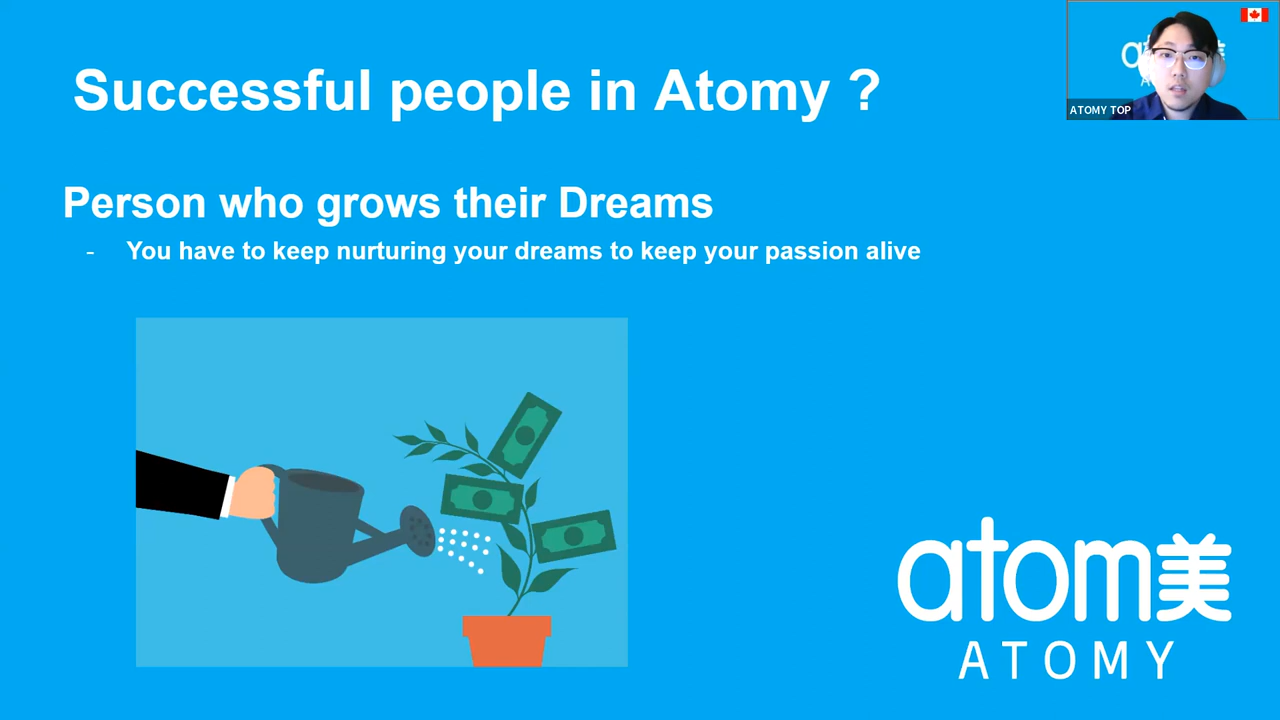 Successful people in Atomy ?
ATOMY TOP
Person who grows their Dreams
- You have to keep nurturing your dreams to keep your passion alive
atom美
ATOMY